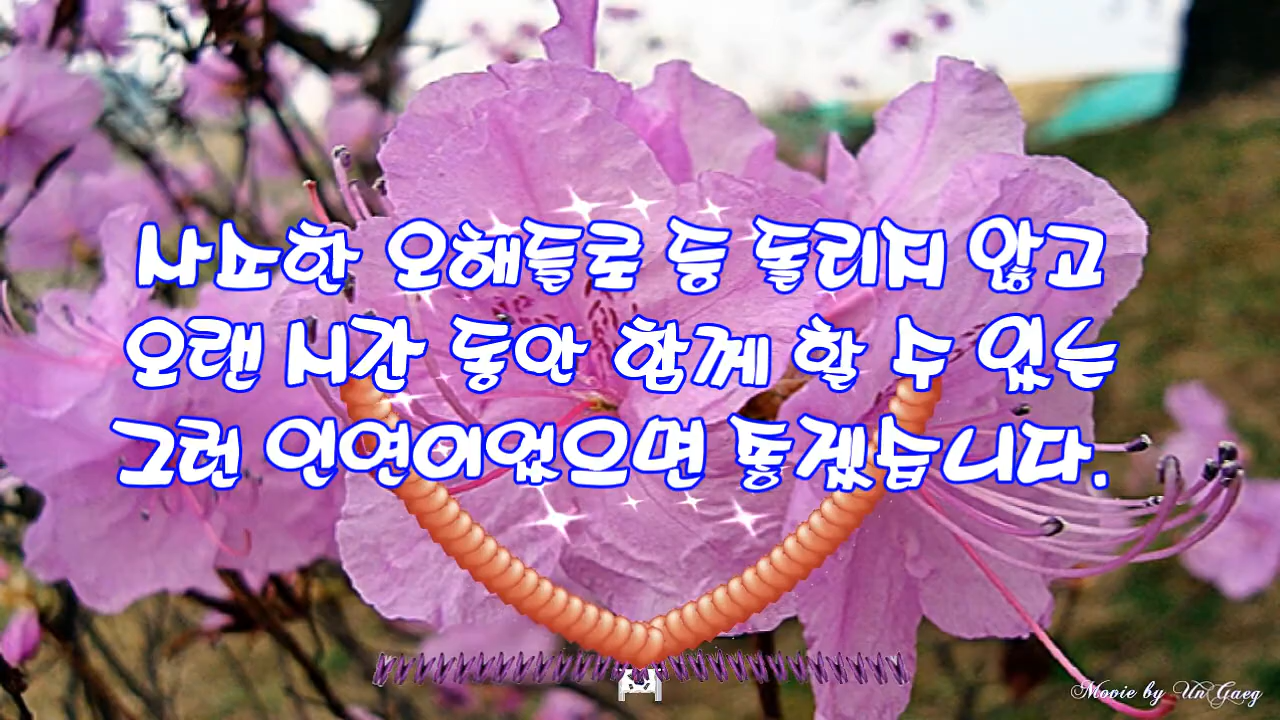 사소한 오해들로 등 돌리지 않고
오랜 시간 동안 함께 할 수 있는
그런 인연이었으면 좋겠습니다.
Movie by UnGaeg